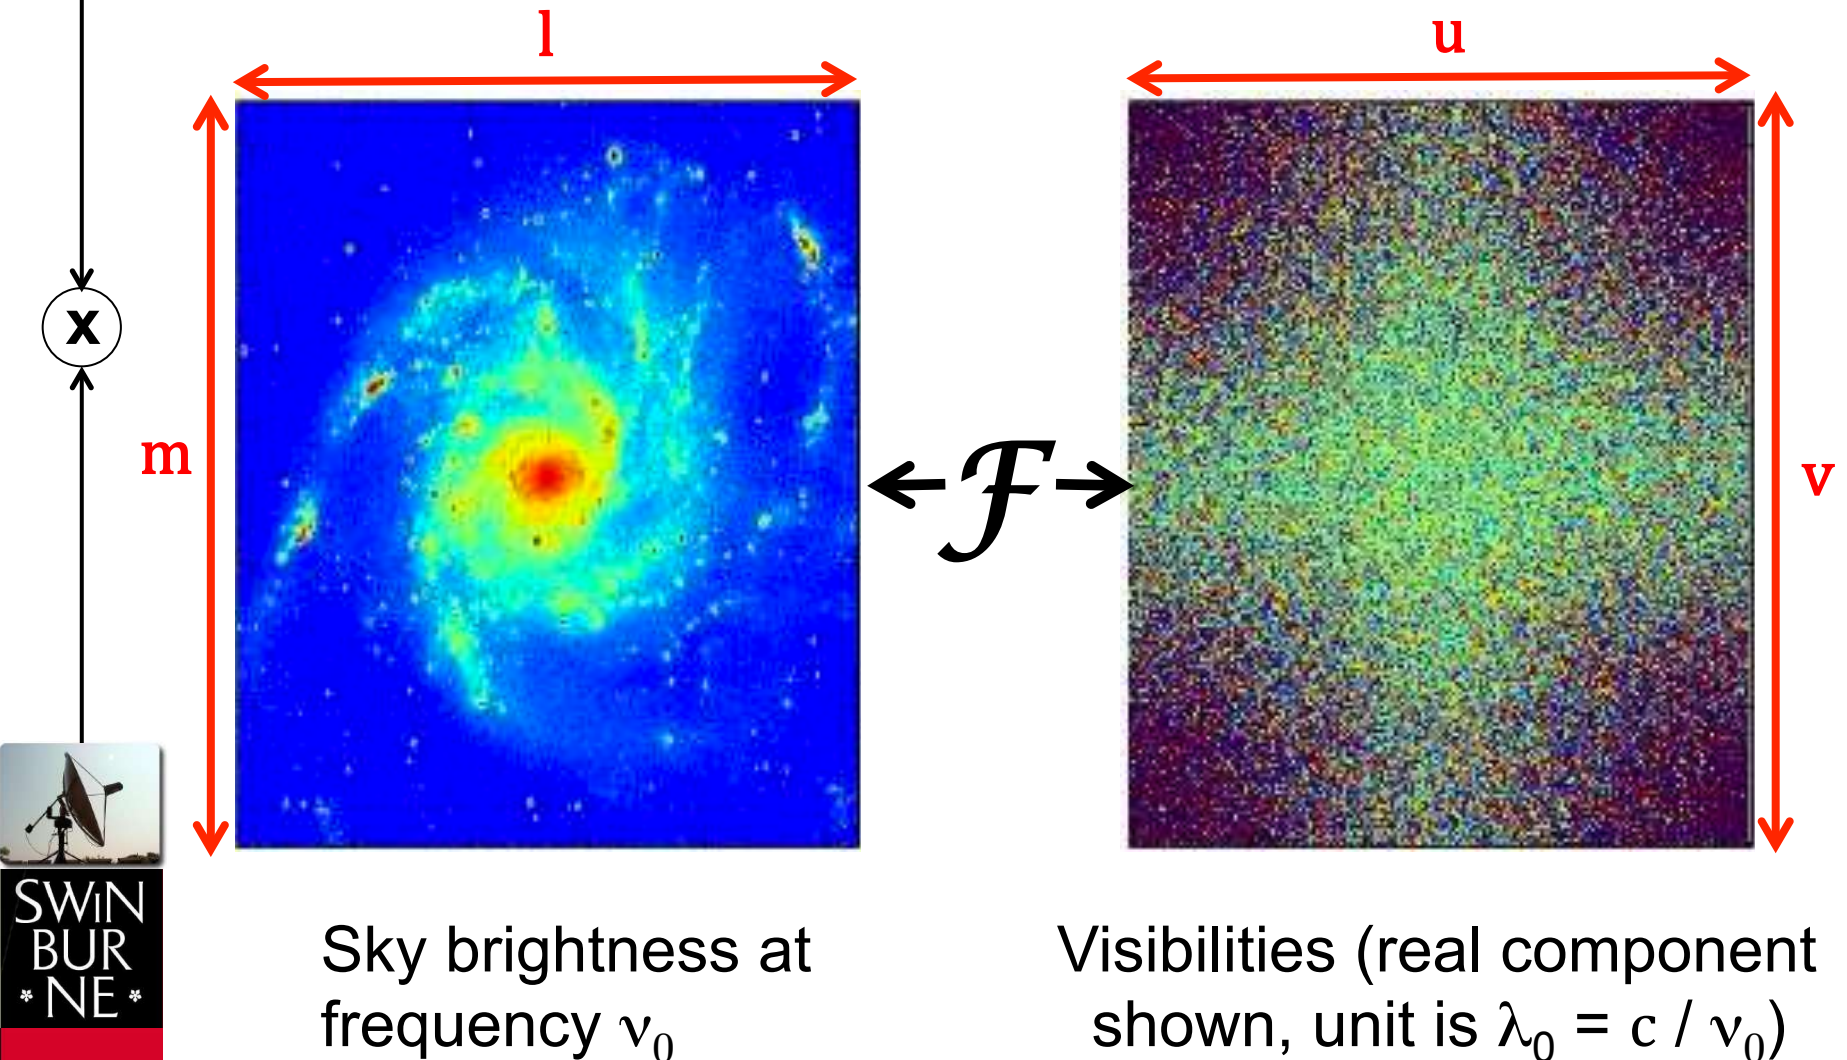 l
u
x
m
ℱ
v
SWIN
BUR
* NE *
Sky brightness at
frequency ν₀
Visibilities (real component
shown, unit is λ₀ = c / ν₀)